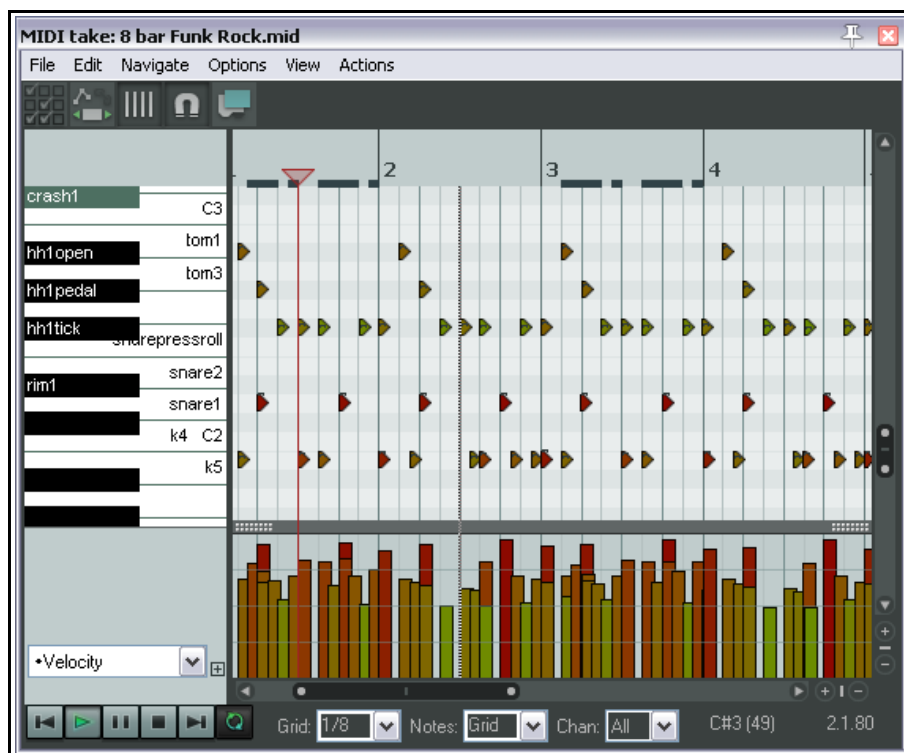 MIDI take: 8 bar Funk Rock.mid
File Edit Navigate Options View Actions
2 3 4
crash1
C3
tom1
hh1open
tom3
hh1pedal
hh1tick
snarepressroll
snare2
rim1
snare1
k4 C2
k5
•Velocity
Grid: 1/8 Notes: Grid Chan: All C#3 (49) 2.1.80